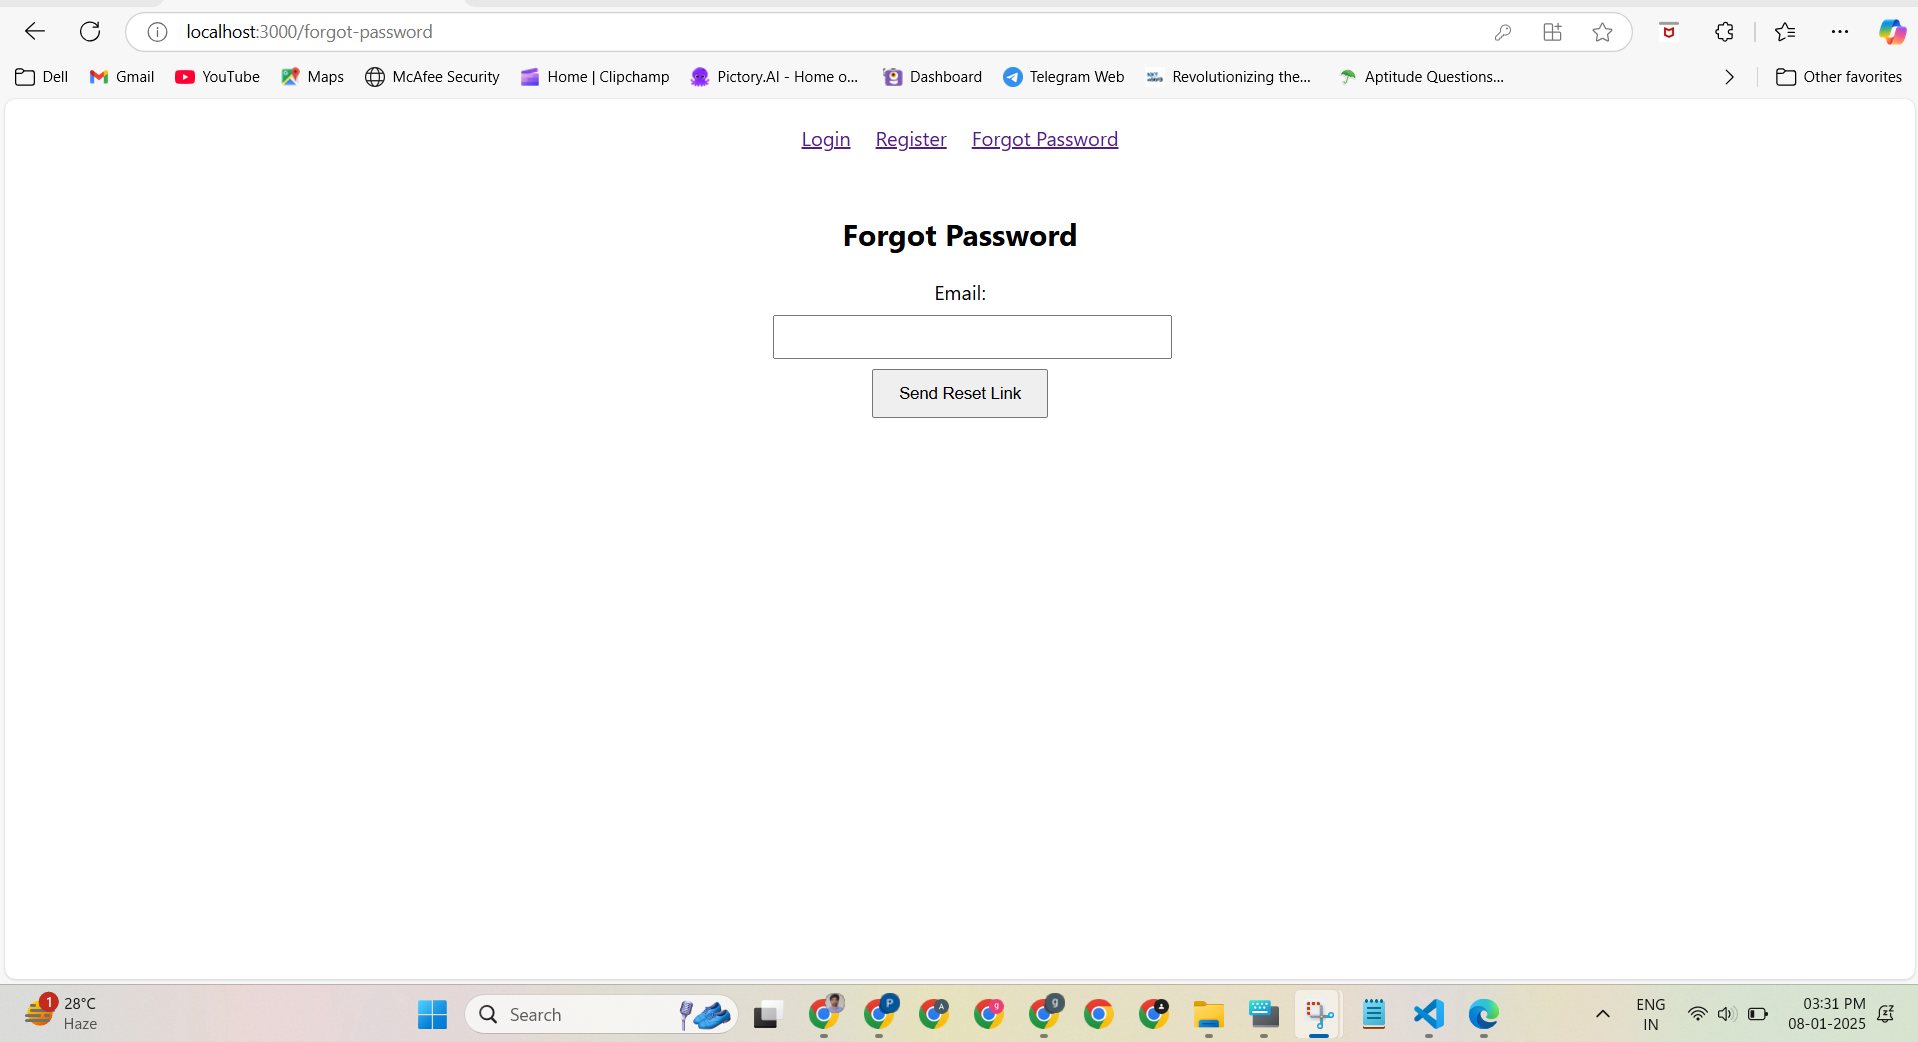 localhost:3000/forgot-password
Dell Gmail YouTube Maps McAfee Security Home | Clipchamp Pictory.AI - Home o... Dashboard Telegram Web Revolutionizing the... Aptitude Questions... Other favorites
Login Register Forgot Password
Forgot Password
Email:
Send Reset Link
1 28°C
Haze
Search
P A g g
ENG
IN
03:31 PM
08-01-2025